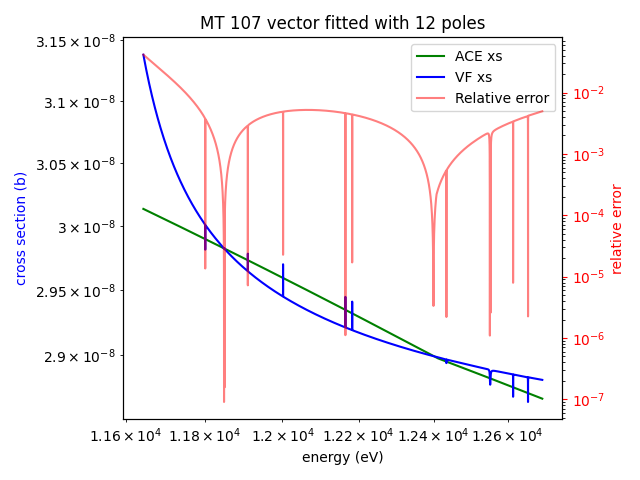 MT 107 vector fitted with 12 poles
ACE xs
VF xs
Relative error
3.15 × 10⁻⁸
3.1 × 10⁻⁸
3.05 × 10⁻⁸
3 × 10⁻⁸
2.95 × 10⁻⁸
2.9 × 10⁻⁸
cross section (b)
10⁻²
10⁻³
10⁻⁴
10⁻⁵
10⁻⁶
10⁻⁷
relative error
1.16 × 10⁴ 1.18 × 10⁴ 1.2 × 10⁴ 1.22 × 10⁴ 1.24 × 10⁴ 1.26 × 10⁴
energy (eV)